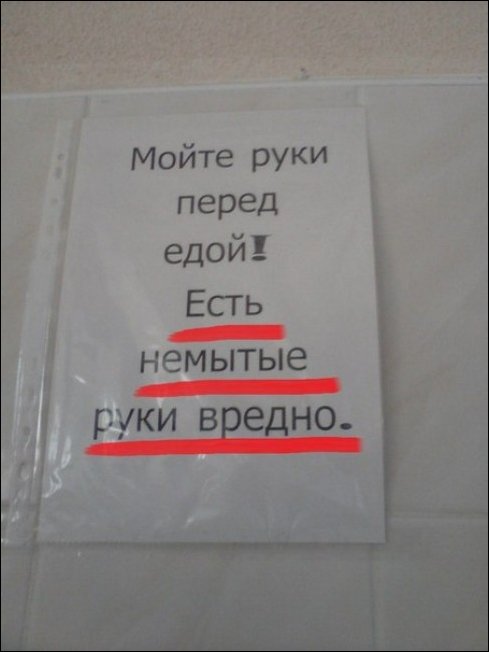 Мойте руки
перед
едой!
Есть
немытые
руки вредно.